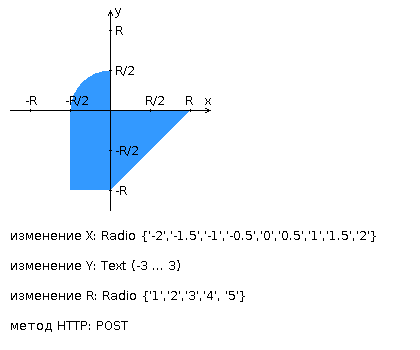 y
R
R/2
-R
-R/2
R/2
R
x
-R/2
-R
изменение X: Radio {'-2','-1.5','-1','-0.5','0','0.5','1','1.5','2'}
изменение Y: Text (-3 ... 3)
изменение R: Radio {'1','2','3','4', '5'}
метод HTTP: POST